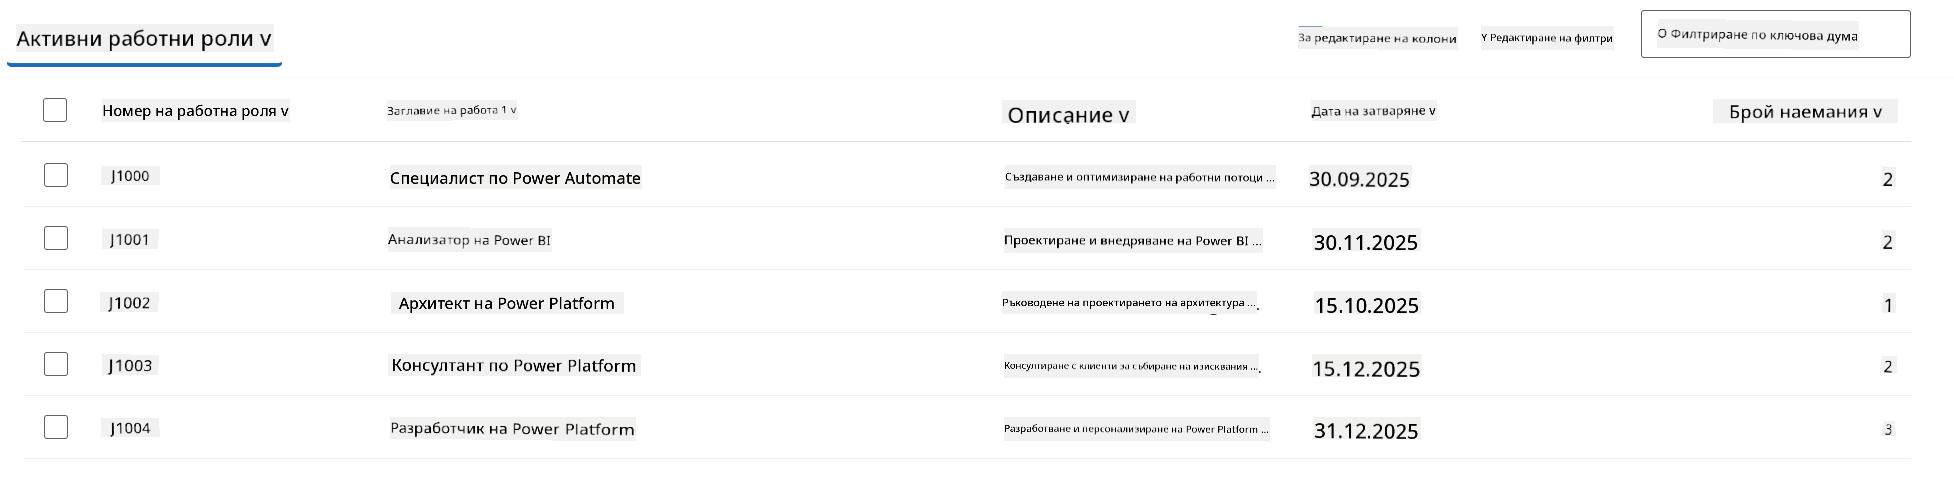 Активни работни роли v
За редактиране на колони
Y Редактиране на филтри
О Филтриране по ключова дума
Номер на работна роля v
Заглавие на работа 1 v
Описание v
Дата на затваряне v
Брой наемания v
J1000 Специалист по Power Automate Създаване и оптимизиране на работни потоци ... 30.09.2025 2
J1001 Анализатор на Power BI Проектиране и внедряване на Power BI ... 30.11.2025 2
J1002 Архитект на Power Platform Ръководене на проектирането на архитектура ... 15.10.2025 1
J1003 Консултант по Power Platform Консултиране с клиенти за събиране на изисквания ... 15.12.2025 2
J1004 Разработчик на Power Platform Разработване и персонализиране на Power Platform ... 31.12.2025 3